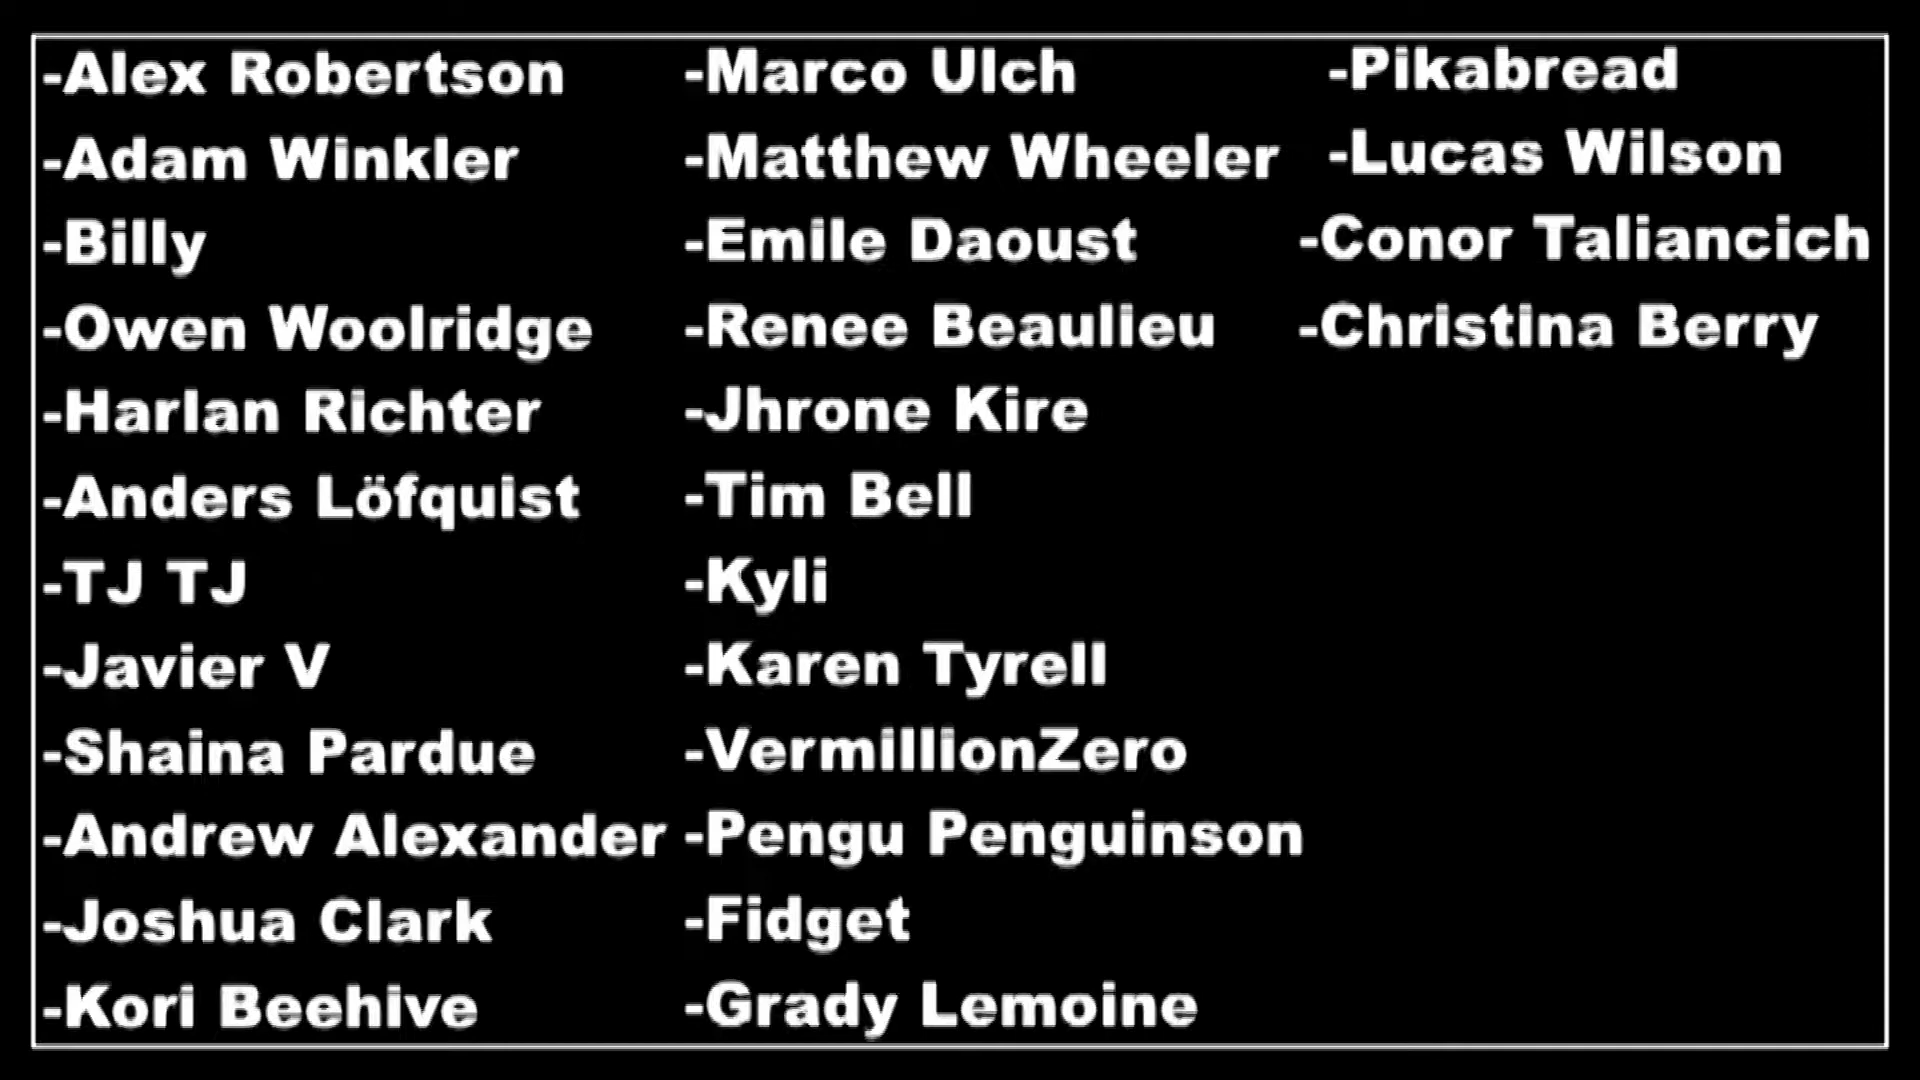 -Alex Robertson
-Adam Winkler
-Billy
-Owen Woolridge
-Harlan Richter
-Anders Löfquist
-TJ TJ
-Javier V
-Shaina Pardue
-Andrew Alexander
-Joshua Clark
-Kori Beehive
-Marco Ulch
-Matthew Wheeler
-Emile Daoust
-Renee Beaulieu
-Jhrone Kire
-Tim Bell
-Kyli
-Karen Tyrell
-VermillionZero
-Pengu Penguinson
-Fidget
-Grady Lemoine
-Pikabread
-Lucas Wilson
-Conor Taliancich
-Christina Berry